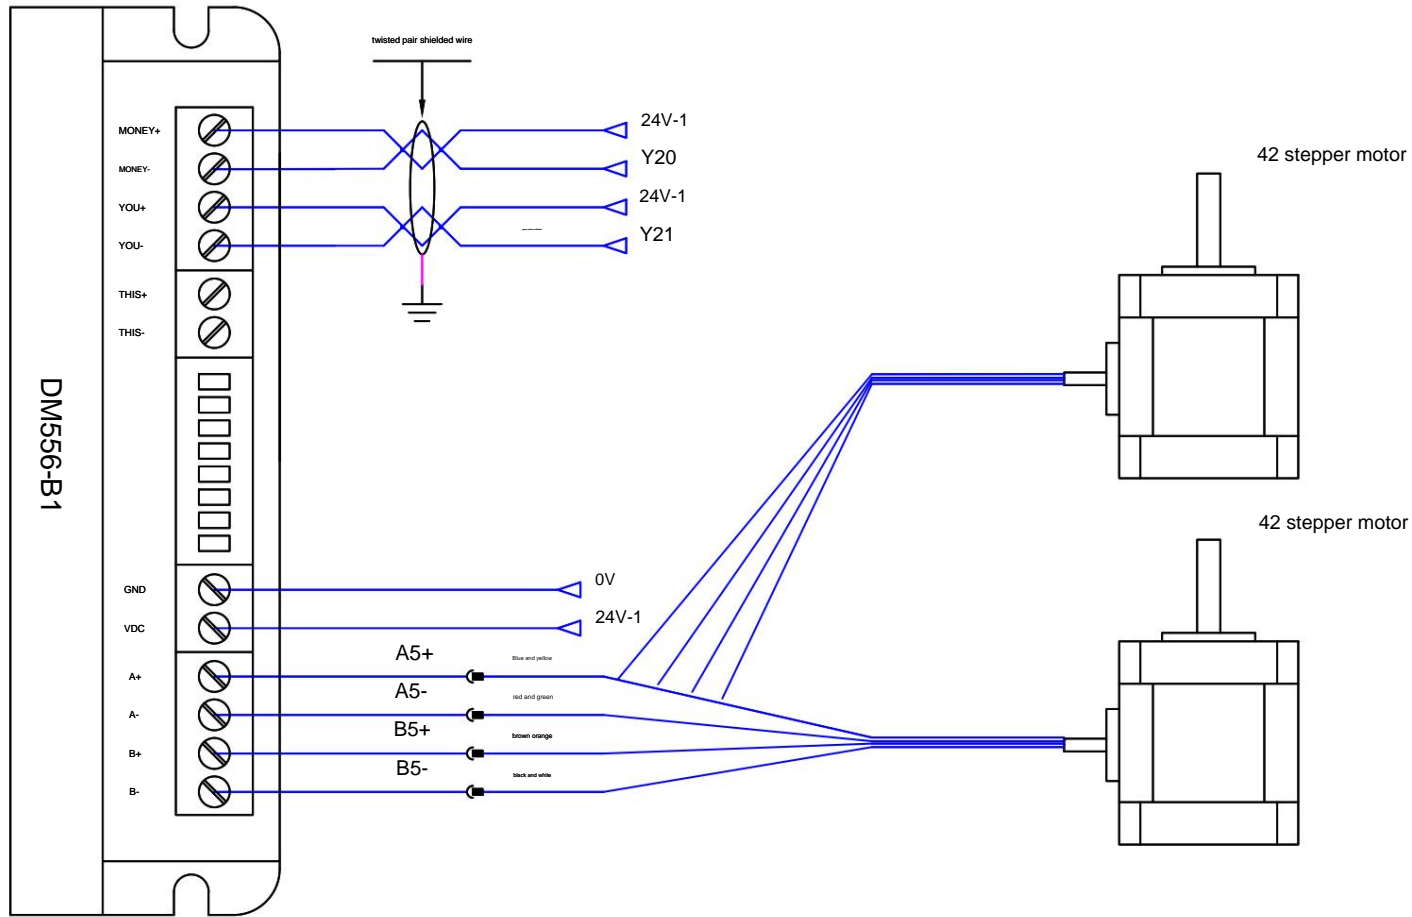 twisted pair shielded wire
MONEY+
24V-1
MONEY-
Y20
YOU+
24V-1
YOU-
Y21
THIS+
THIS-
DM556-B1
42 stepper motor
42 stepper motor
GND
0V
VDC
24V-1
A+
A5+
Blue and yellow
A-
A5-
red and green
B+
B5+
brown orange
B-
B5-
black and white